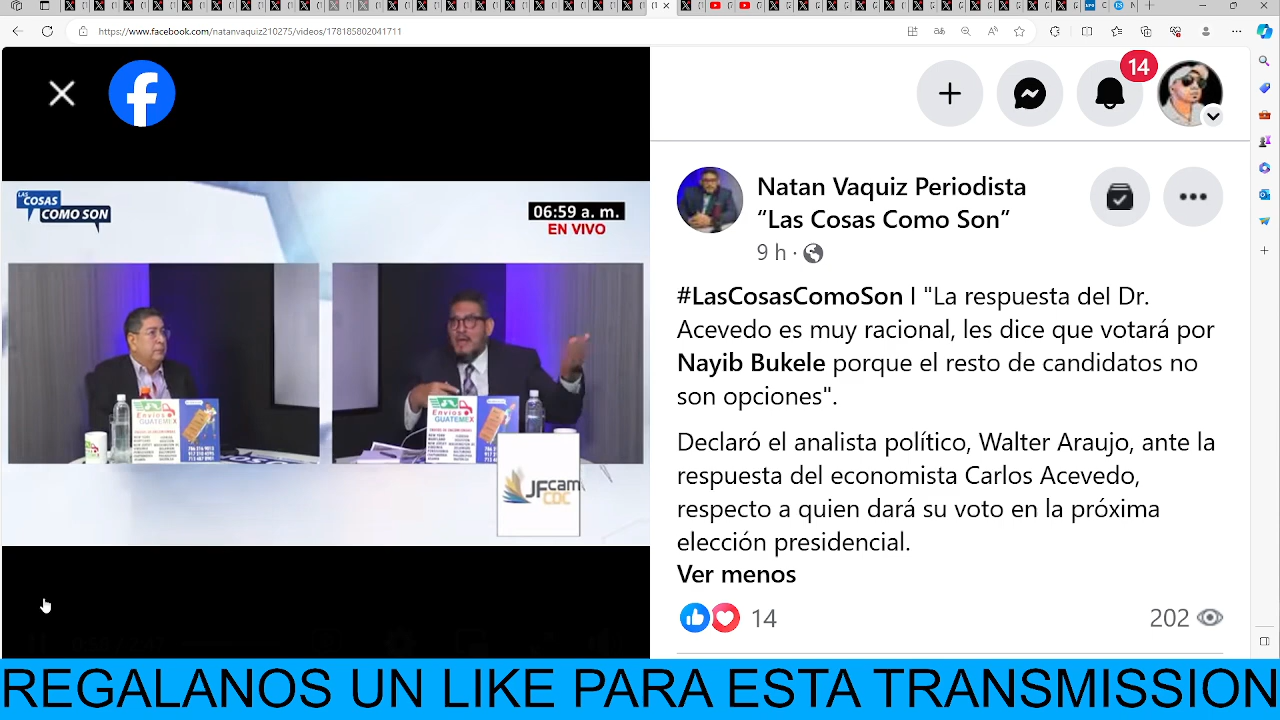 https://www.facebook.com/natanvaquiz210275/videos/178185802041711
14
LAS
COSAS
COMO SON
06:59 a. m.
EN VIVO
Envíos
GUATEMEX
Envíos
GUATEMEX
JFcam
CDC
Natan Vaquiz Periodista
“Las Cosas Como Son”
9 h ·
#LasCosasComoSon I "La respuesta del Dr.
Acevedo es muy racional, les dice que votará por
Nayib Bukele porque el resto de candidatos no
son opciones".
Declaró el analista político, Walter Araujo, ante la
respuesta del economista Carlos Acevedo,
respecto a quien dará su voto en la próxima
elección presidencial.
Ver menos
14
202
REGALANOS UN LIKE PARA ESTA TRANSMISSION